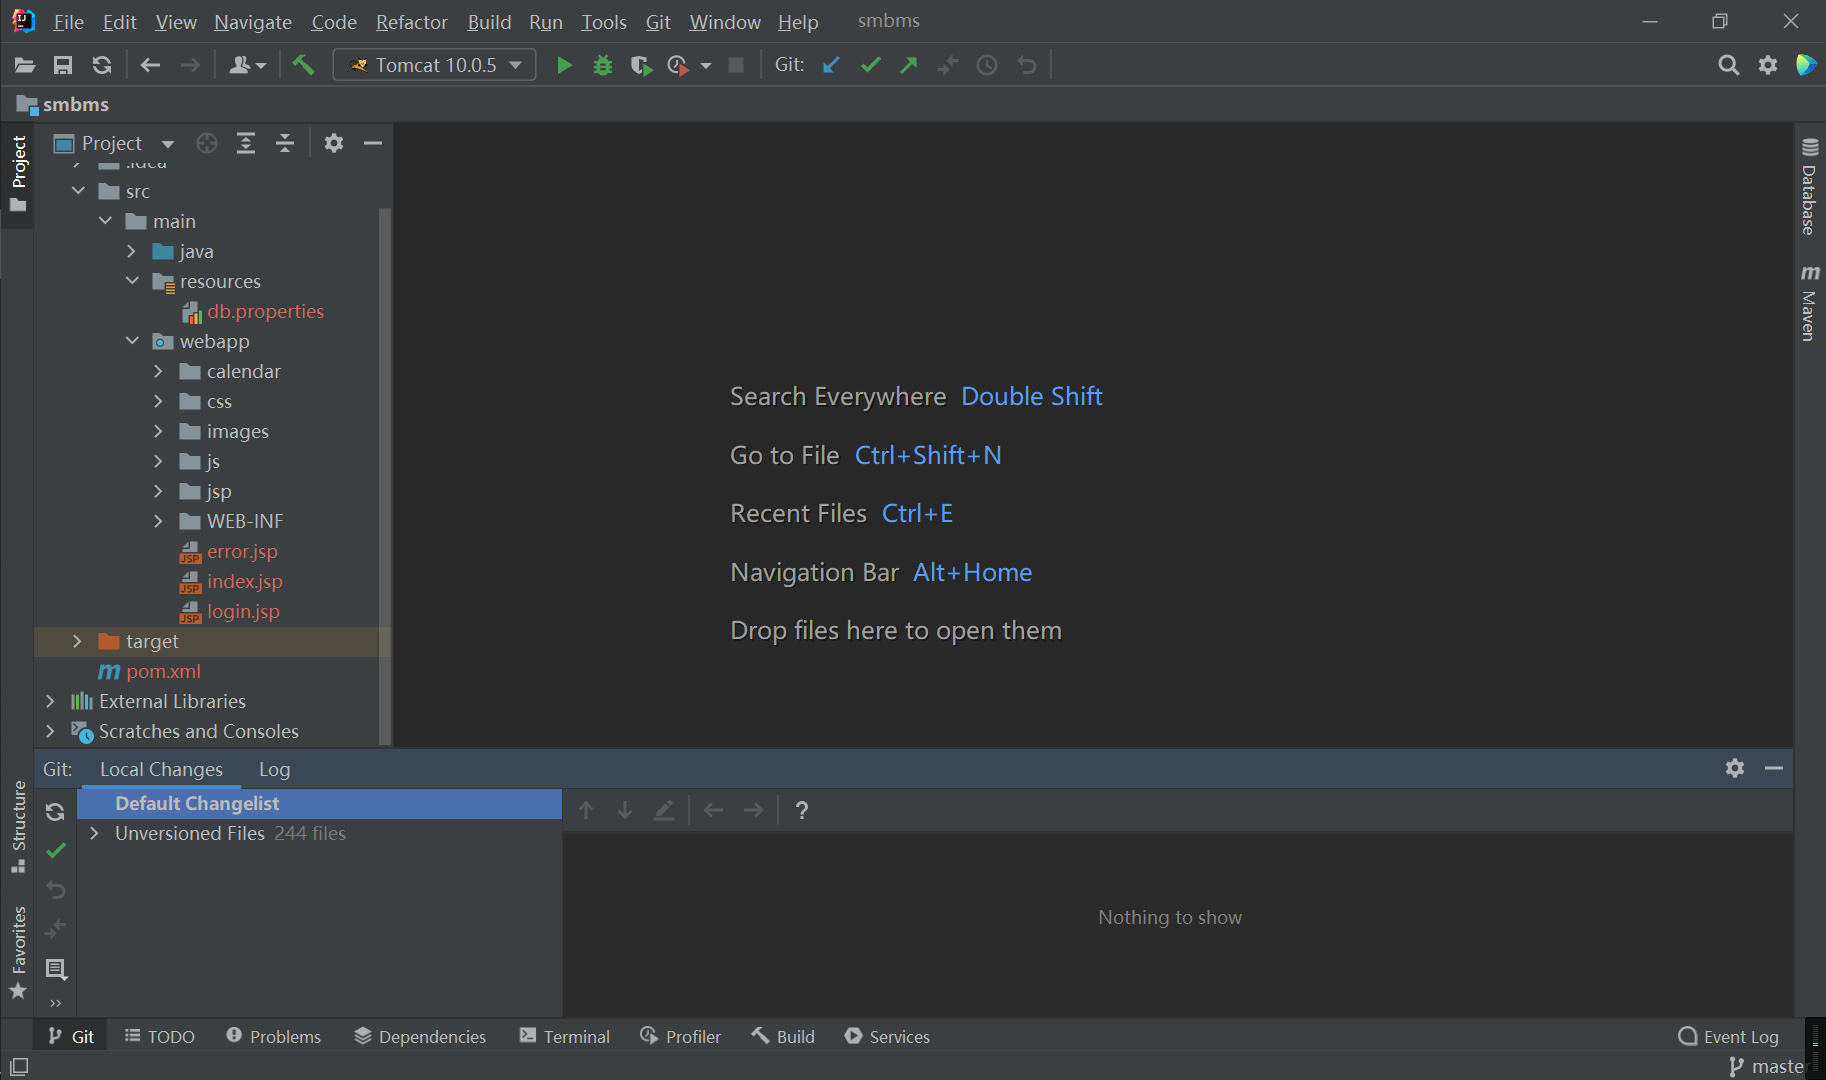 File Edit View Navigate Code Refactor Build Run Tools Git Window Help smbms
Tomcat 10.0.5 Git:
smbms
Project
Project
.idea
src
main
java
resources
db.properties
webapp
calendar
css
images
js
jsp
WEB-INF
error.jsp
index.jsp
login.jsp
target
pom.xml
External Libraries
Scratches and Consoles
Search Everywhere Double Shift
Go to File Ctrl+Shift+N
Recent Files Ctrl+E
Navigation Bar Alt+Home
Drop files here to open them
Database
Maven
Structure
Favorites
Git: Local Changes Log
Default Changelist
Unversioned Files 244 files
Nothing to show
Git TODO Problems Dependencies Terminal Profiler Build Services Event Log
master